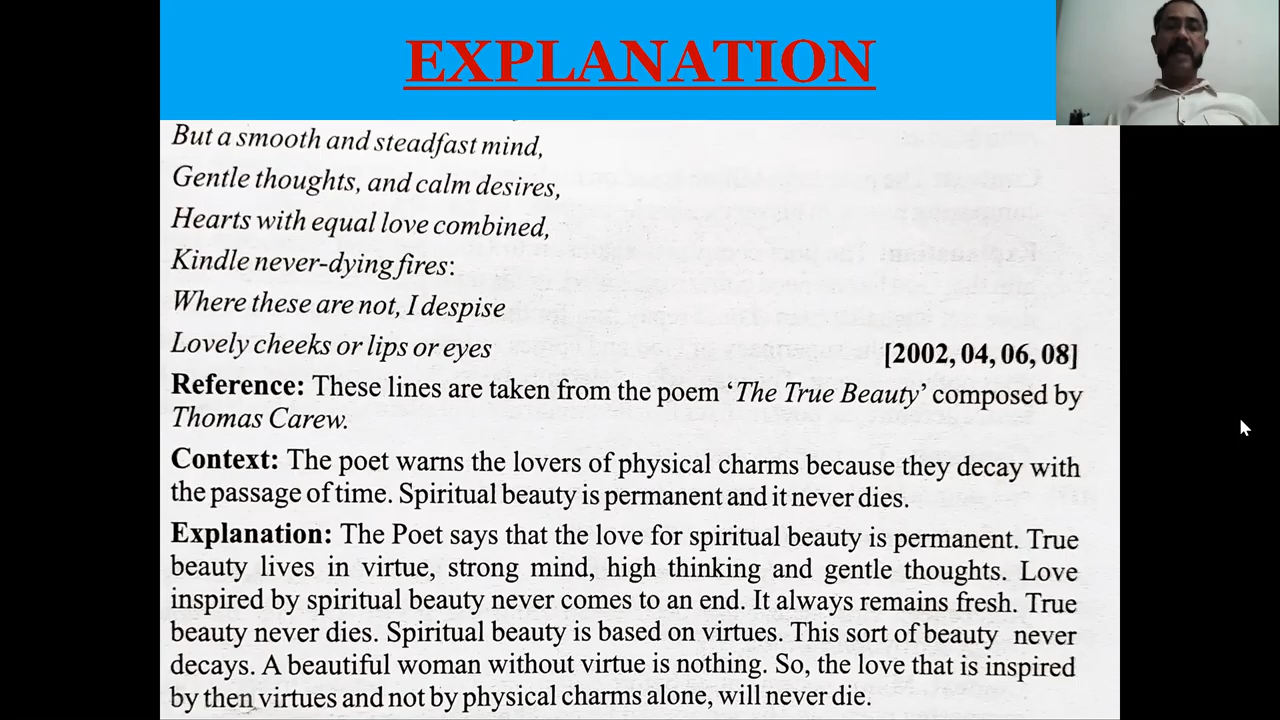 EXPLANATION
But a smooth and steadfast mind,
Gentle thoughts, and calm desires,
Hearts with equal love combined,
Kindle never-dying fires:
Where these are not, I despise
Lovely cheeks or lips or eyes [2002, 04, 06, 08]
Reference: These lines are taken from the poem ‘The True Beauty’ composed by
Thomas Carew.
Context: The poet warns the lovers of physical charms because they decay with
the passage of time. Spiritual beauty is permanent and it never dies.
Explanation: The Poet says that the love for spiritual beauty is permanent. True
beauty lives in virtue, strong mind, high thinking and gentle thoughts. Love
inspired by spiritual beauty never comes to an end. It always remains fresh. True
beauty never dies. Spiritual beauty is based on virtues. This sort of beauty never
decays. A beautiful woman without virtue is nothing. So, the love that is inspired
by then virtues and not by physical charms alone, will never die.